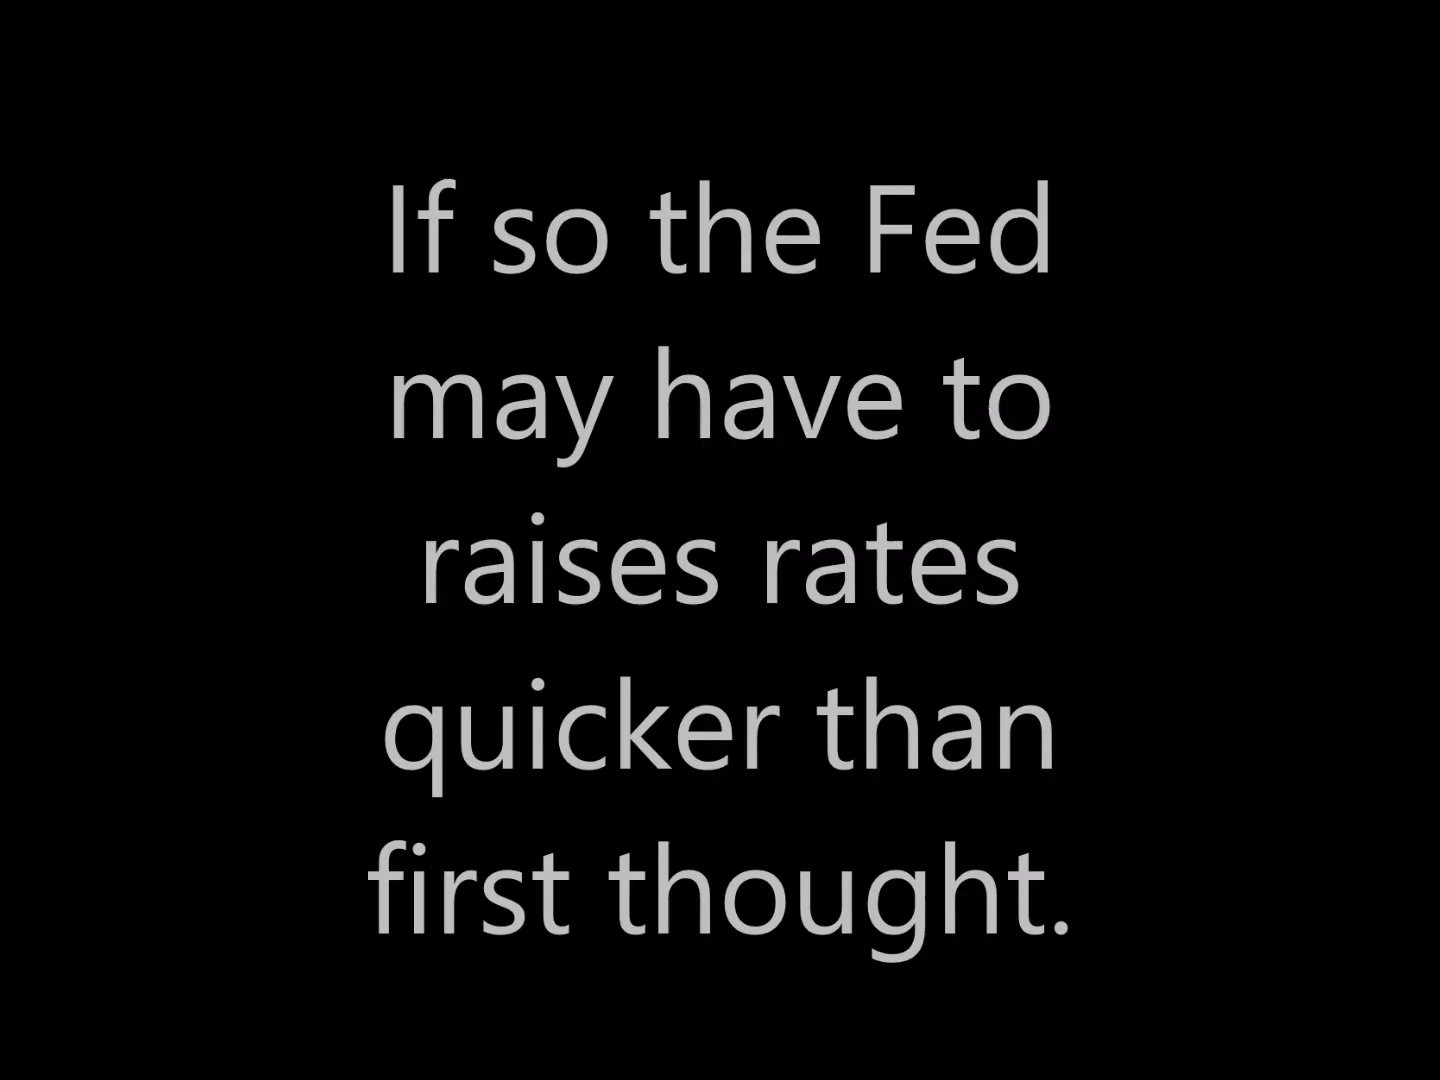 If so the Fed
may have to
raises rates
quicker than
first thought.